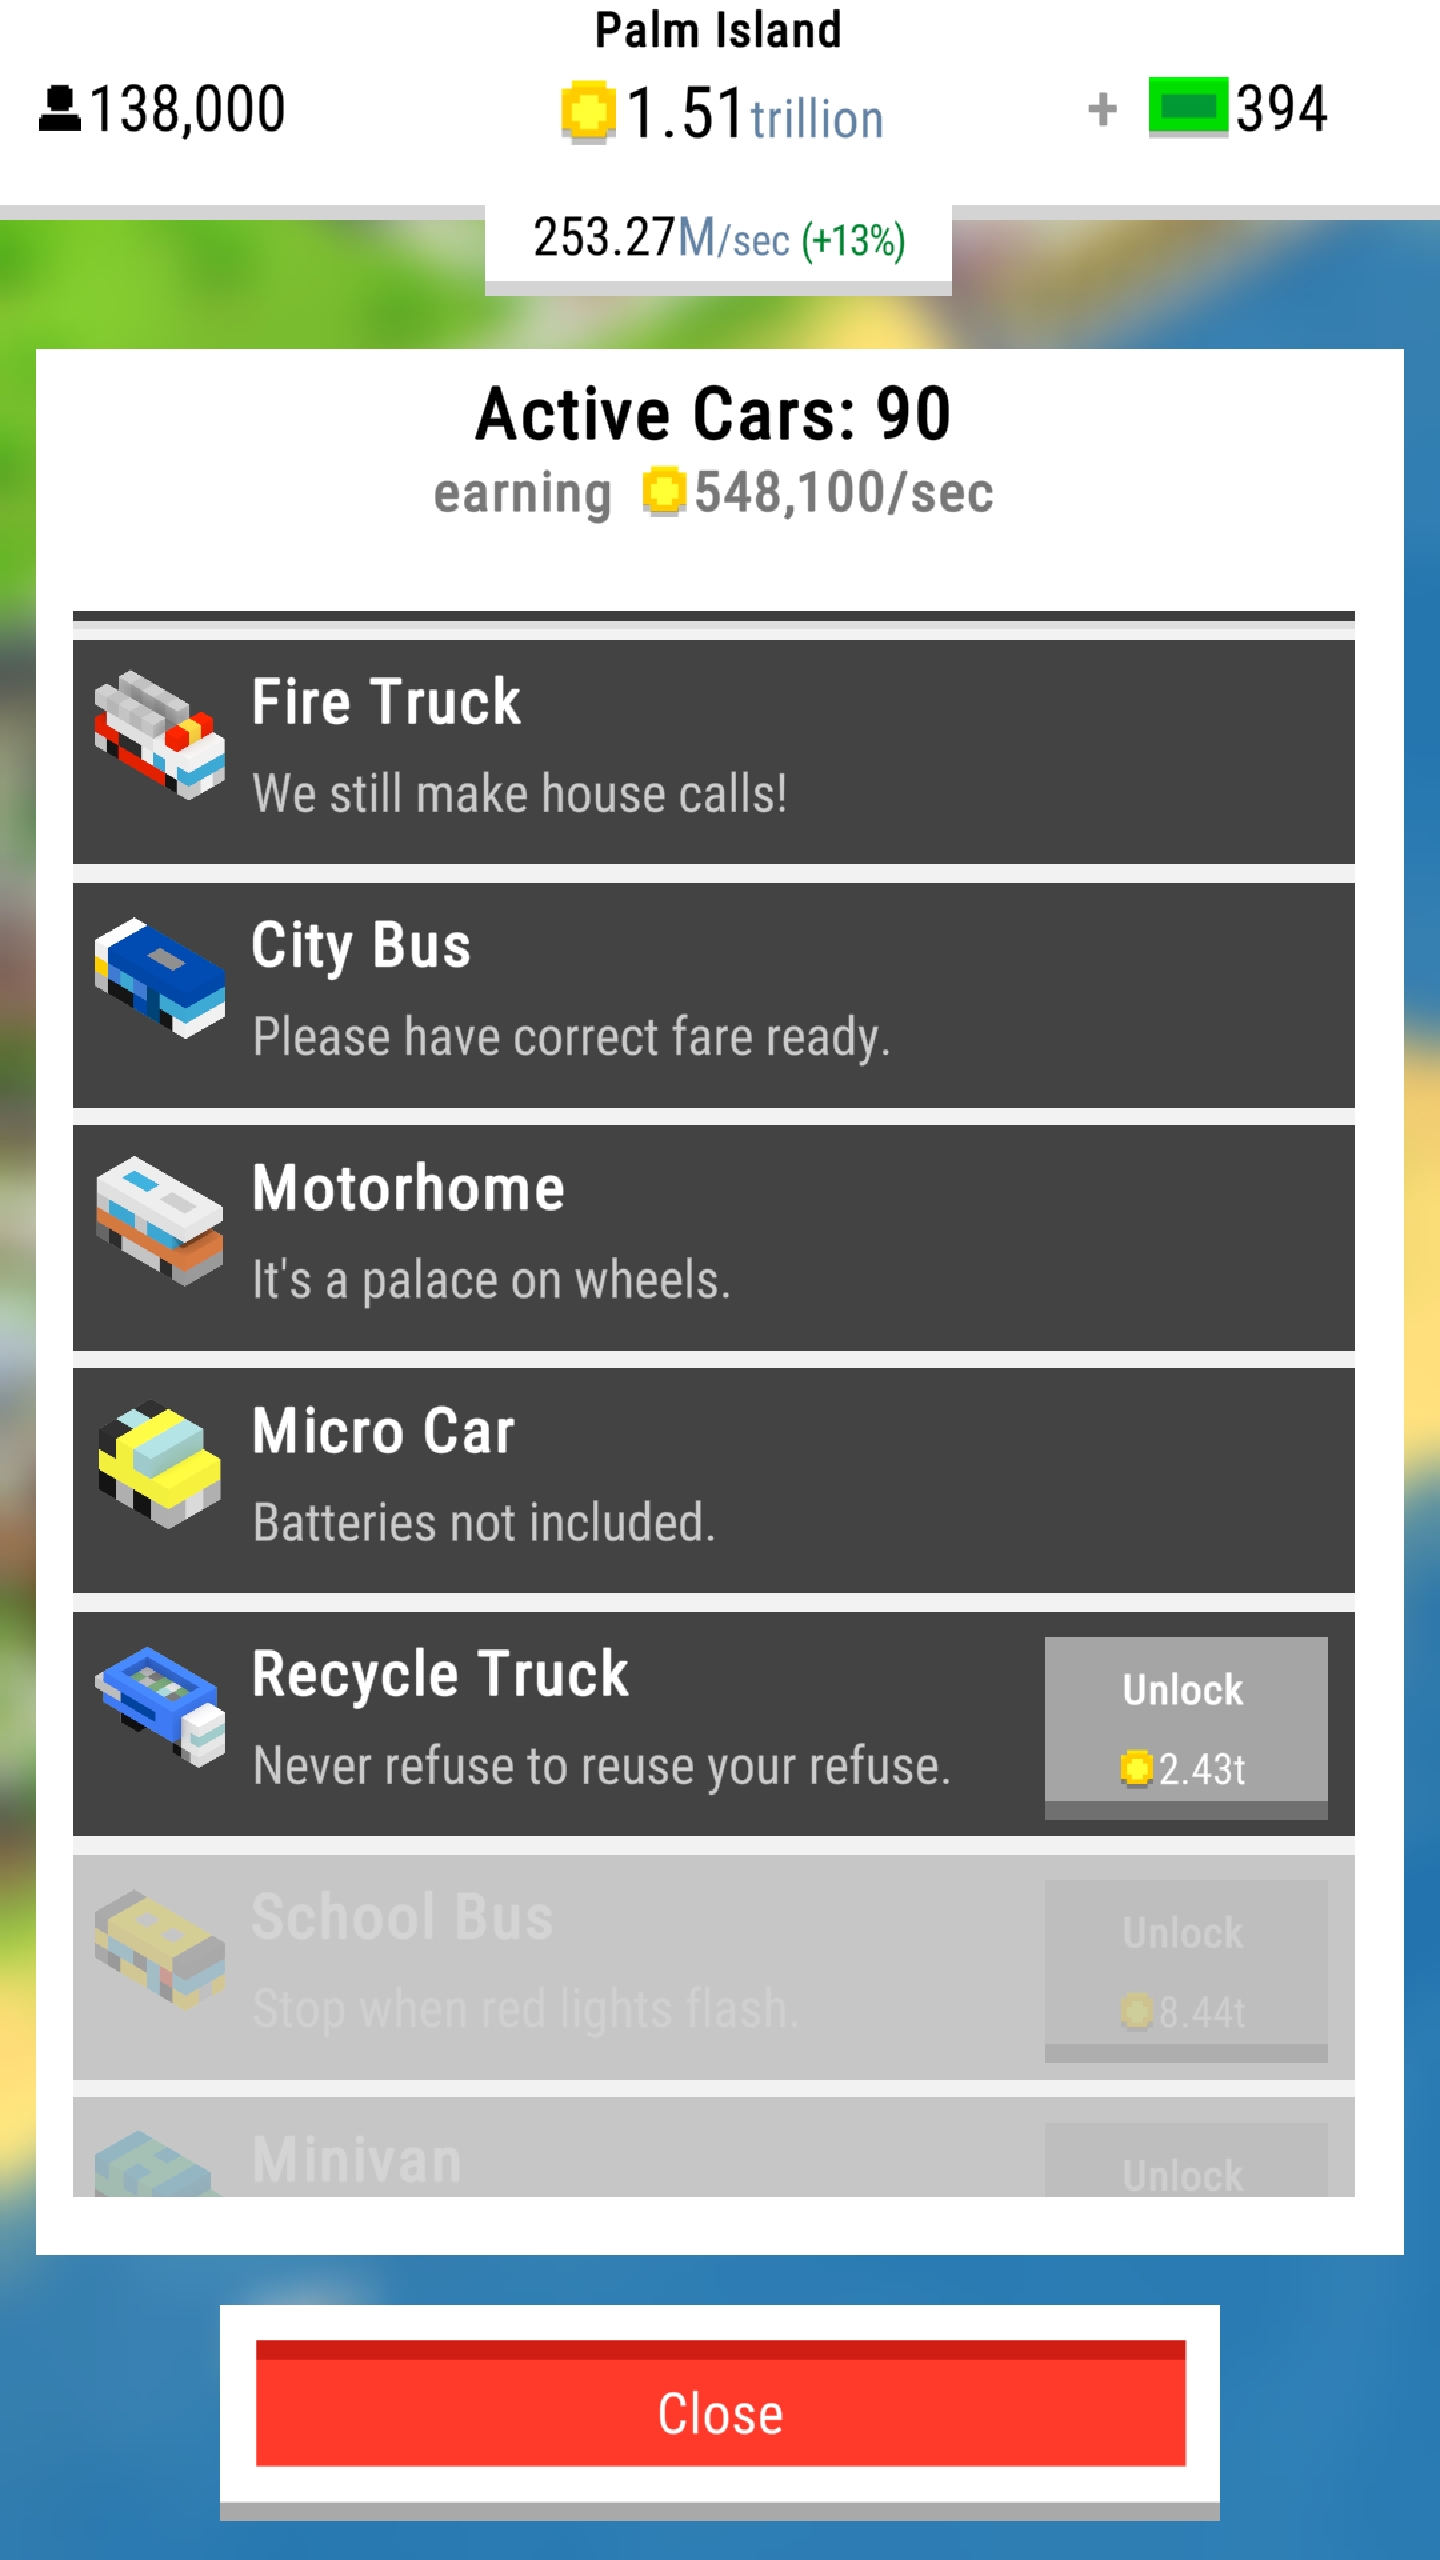 Palm Island
138,000
1.51 trillion
+ 394
253.27M/sec (+13%)
Active Cars: 90
earning 548,100/sec
Fire Truck
We still make house calls!
City Bus
Please have correct fare ready.
Motorhome
It's a palace on wheels.
Micro Car
Batteries not included.
Recycle Truck
Never refuse to reuse your refuse.
Unlock
2.43t
School Bus
Stop when red lights flash.
Unlock
8.44t
Minivan
Unlock
Close